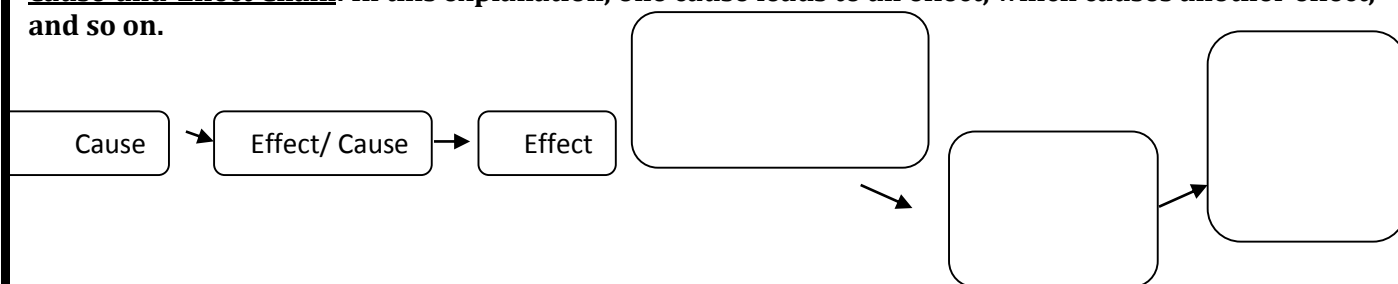 Cause-and-Effect Chain: In this explanation, one cause leads to an effect, which causes another effect,
and so on.
Cause
Effect/ Cause
Effect